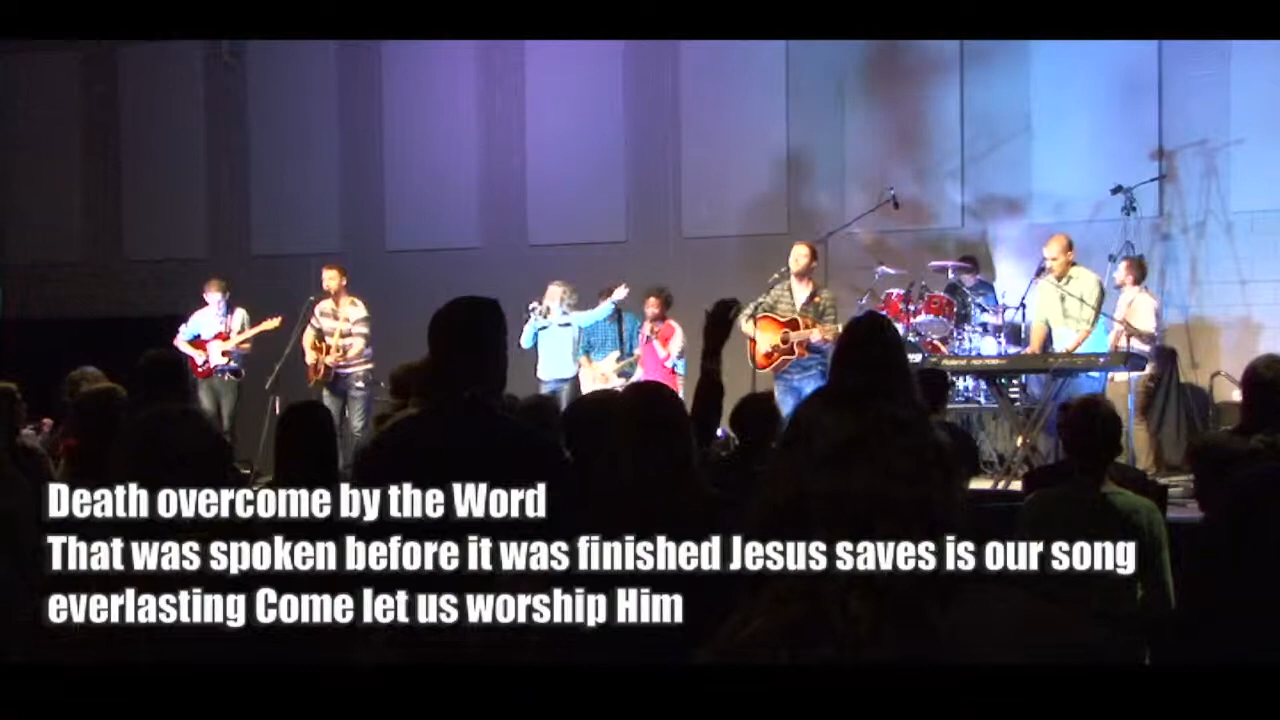 Roland
Death overcome by the Word
That was spoken before it was finished Jesus saves is our song
everlasting Come let us worship Him